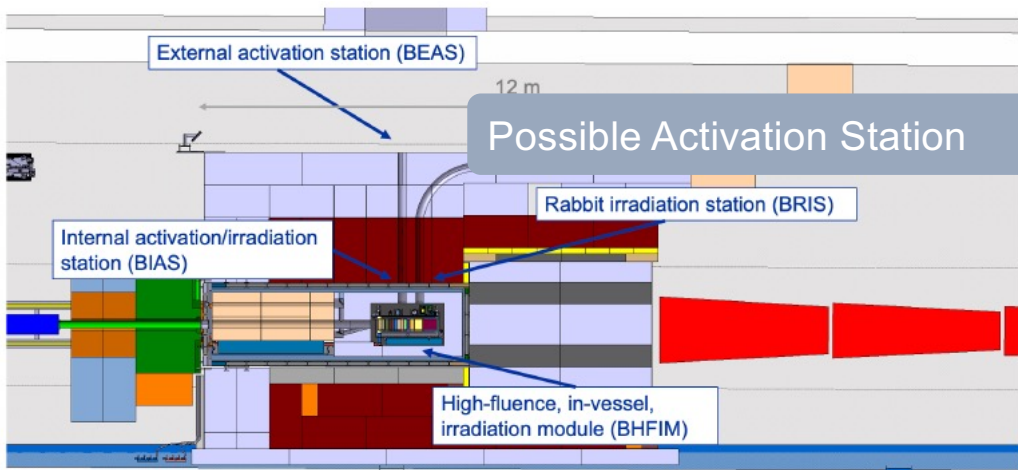 External activation station (BEAS)
12 m
Possible Activation Station
Rabbit irradiation station (BRIS)
Internal activation/irradiation
station (BIAS)
High-fluence, in-vessel,
irradiation module (BHFIM)